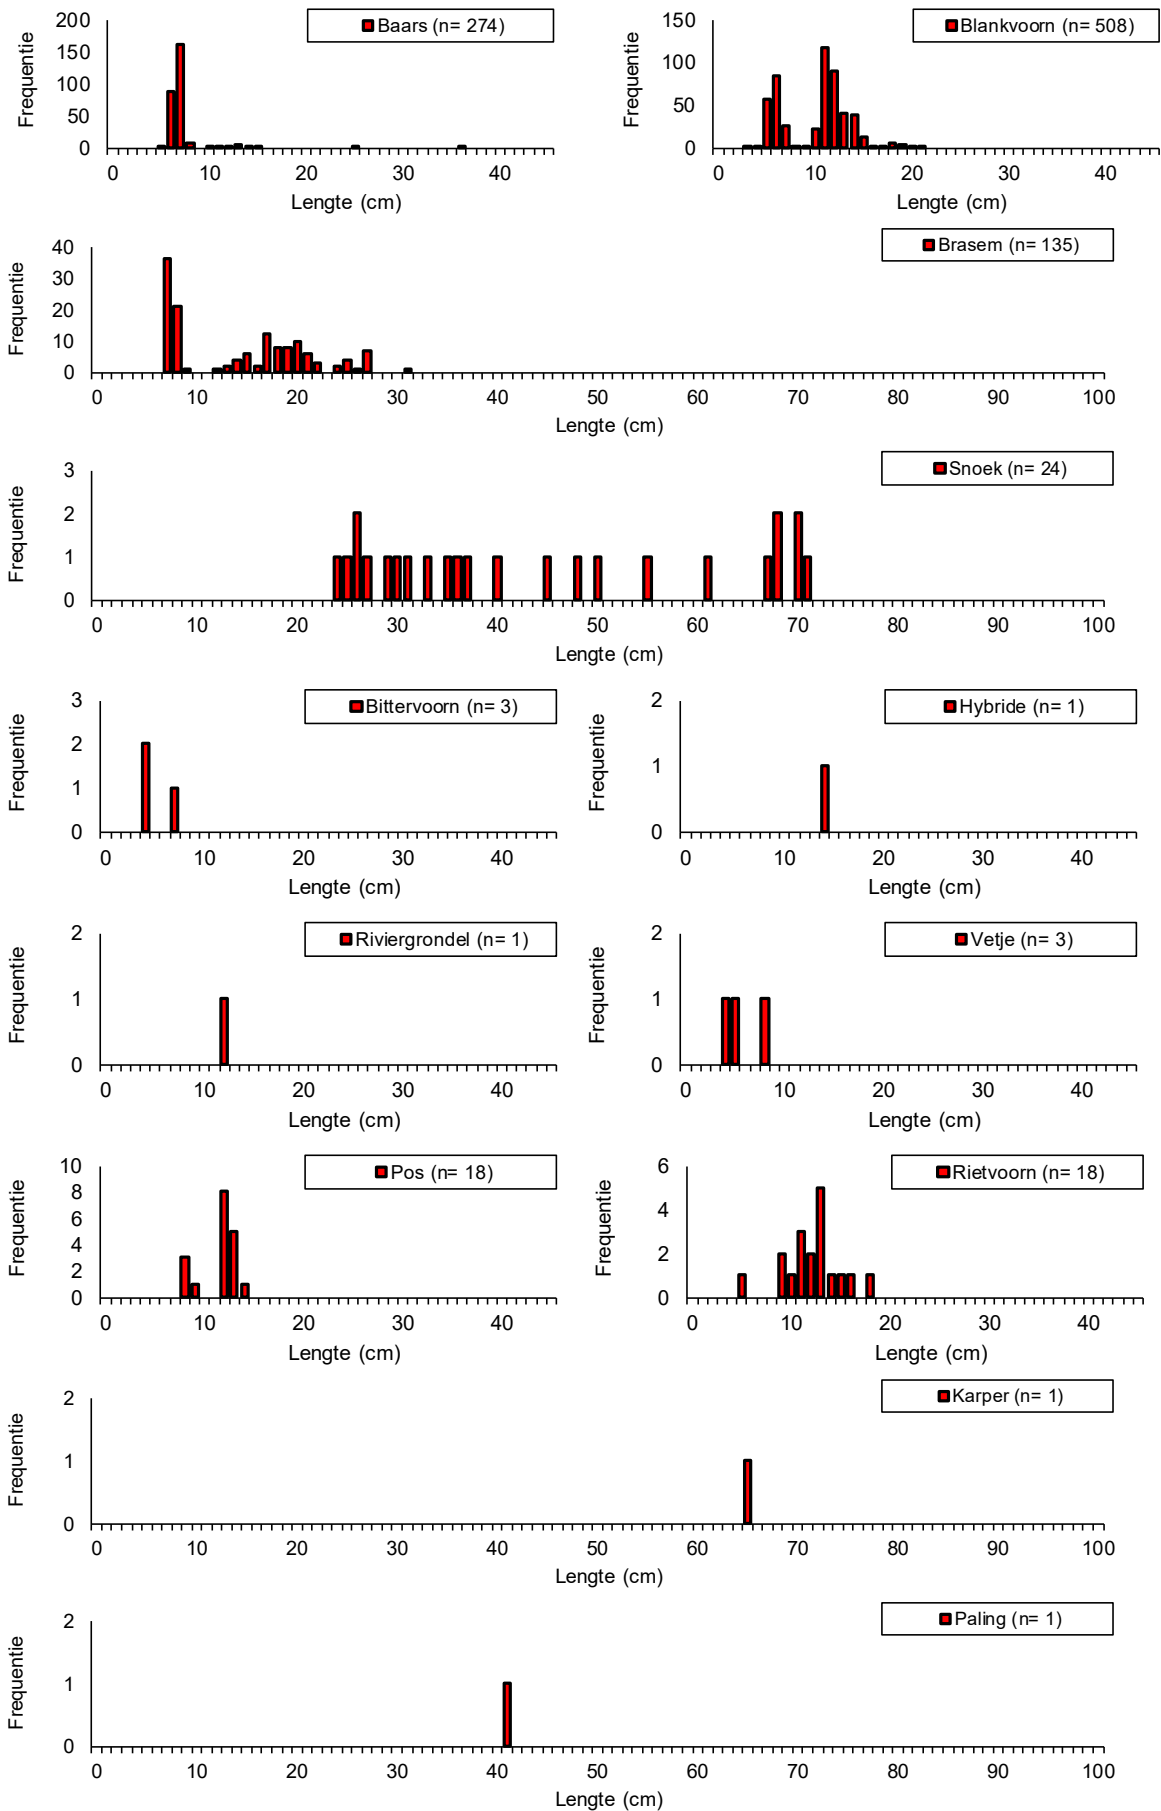 Baars (n= 274)
Frequentie
200
150
100
50
0
0 10 20 30 40
Lengte (cm)
Blankvoorn (n= 508)
Frequentie
150
100
50
0
0 10 20 30 40
Lengte (cm)
Brasem (n= 135)
Frequentie
40
30
20
10
0
0 10 20 30 40 50 60 70 80 90 100
Lengte (cm)
Snoek (n= 24)
Frequentie
3
2
1
0
0 10 20 30 40 50 60 70 80 90 100
Lengte (cm)
Bittervoorn (n= 3)
Frequentie
3
2
1
0
0 10 20 30 40
Lengte (cm)
Hybride (n= 1)
Frequentie
2
1
0
0 10 20 30 40
Lengte (cm)
Riviergrondel (n= 1)
Frequentie
2
1
0
0 10 20 30 40
Lengte (cm)
Vetje (n= 3)
Frequentie
2
1
0
0 10 20 30 40
Lengte (cm)
Pos (n= 18)
Frequentie
10
8
6
4
2
0
0 10 20 30 40
Lengte (cm)
Rietvoorn (n= 18)
Frequentie
6
4
2
0
0 10 20 30 40
Lengte (cm)
Karper (n= 1)
Frequentie
2
1
0
0 10 20 30 40 50 60 70 80 90 100
Lengte (cm)
Paling (n= 1)
Frequentie
2
1
0
0 10 20 30 40 50 60 70 80 90 100
Lengte (cm)